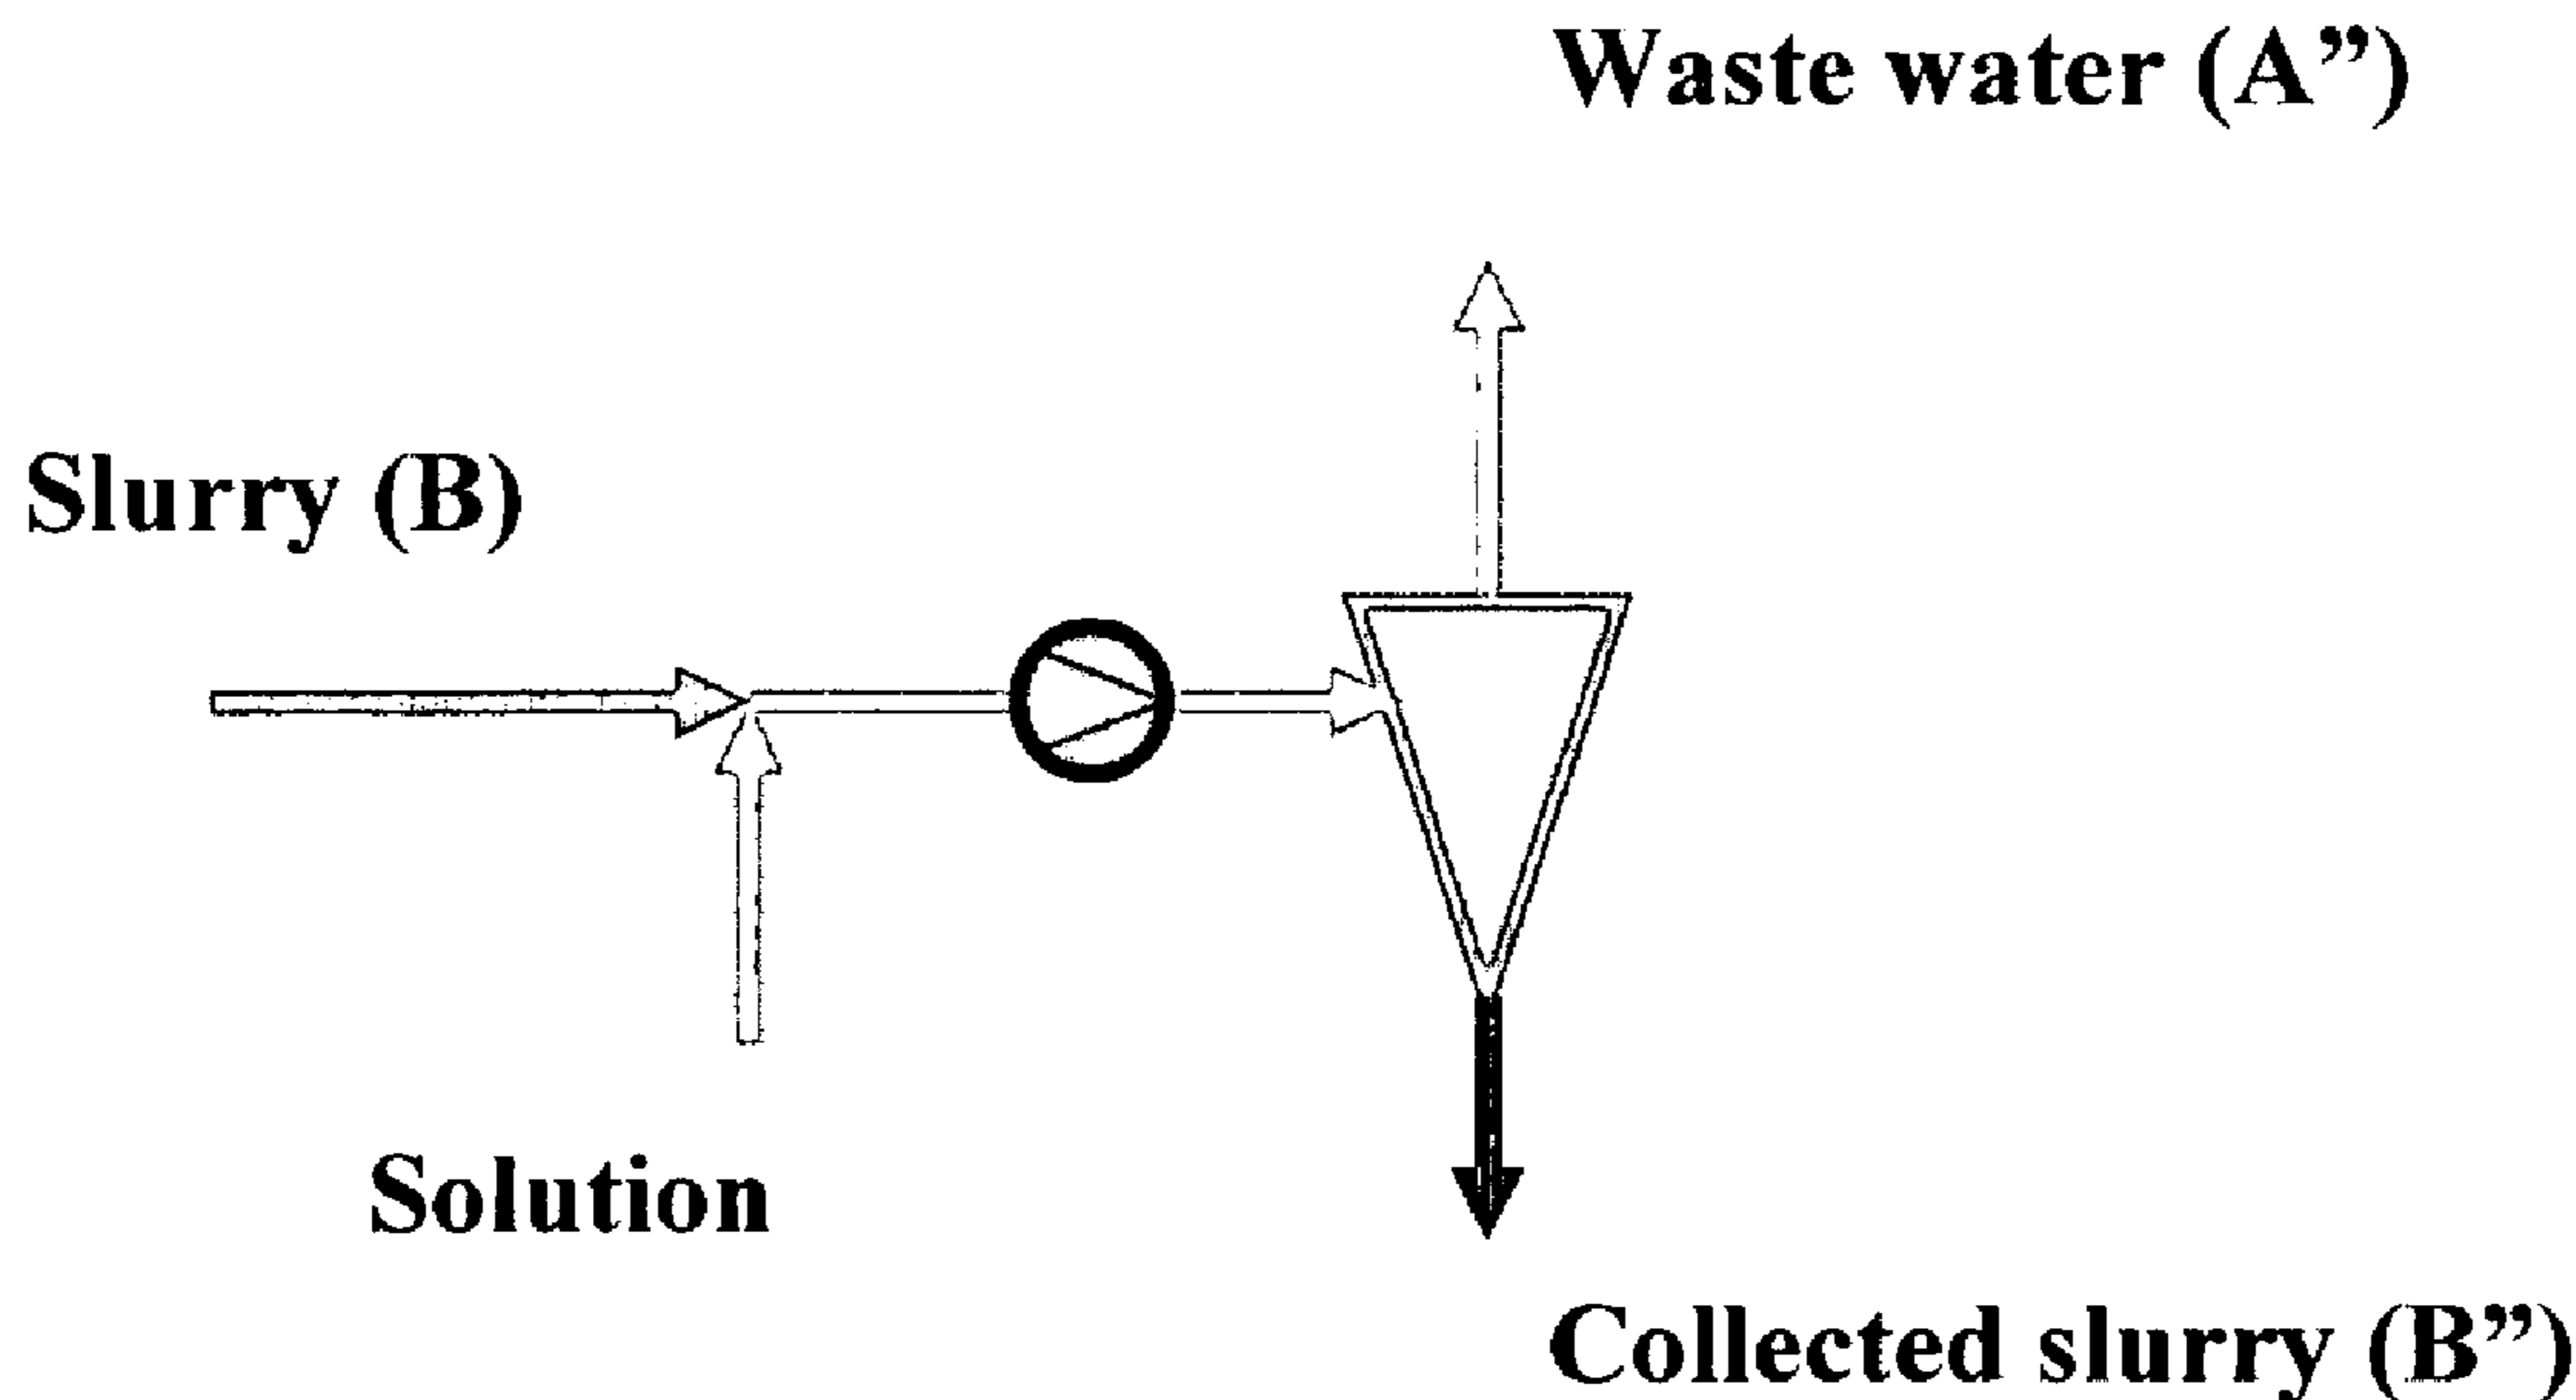 Waste water (A”)
Slurry (B)
Solution
Collected slurry (B”)